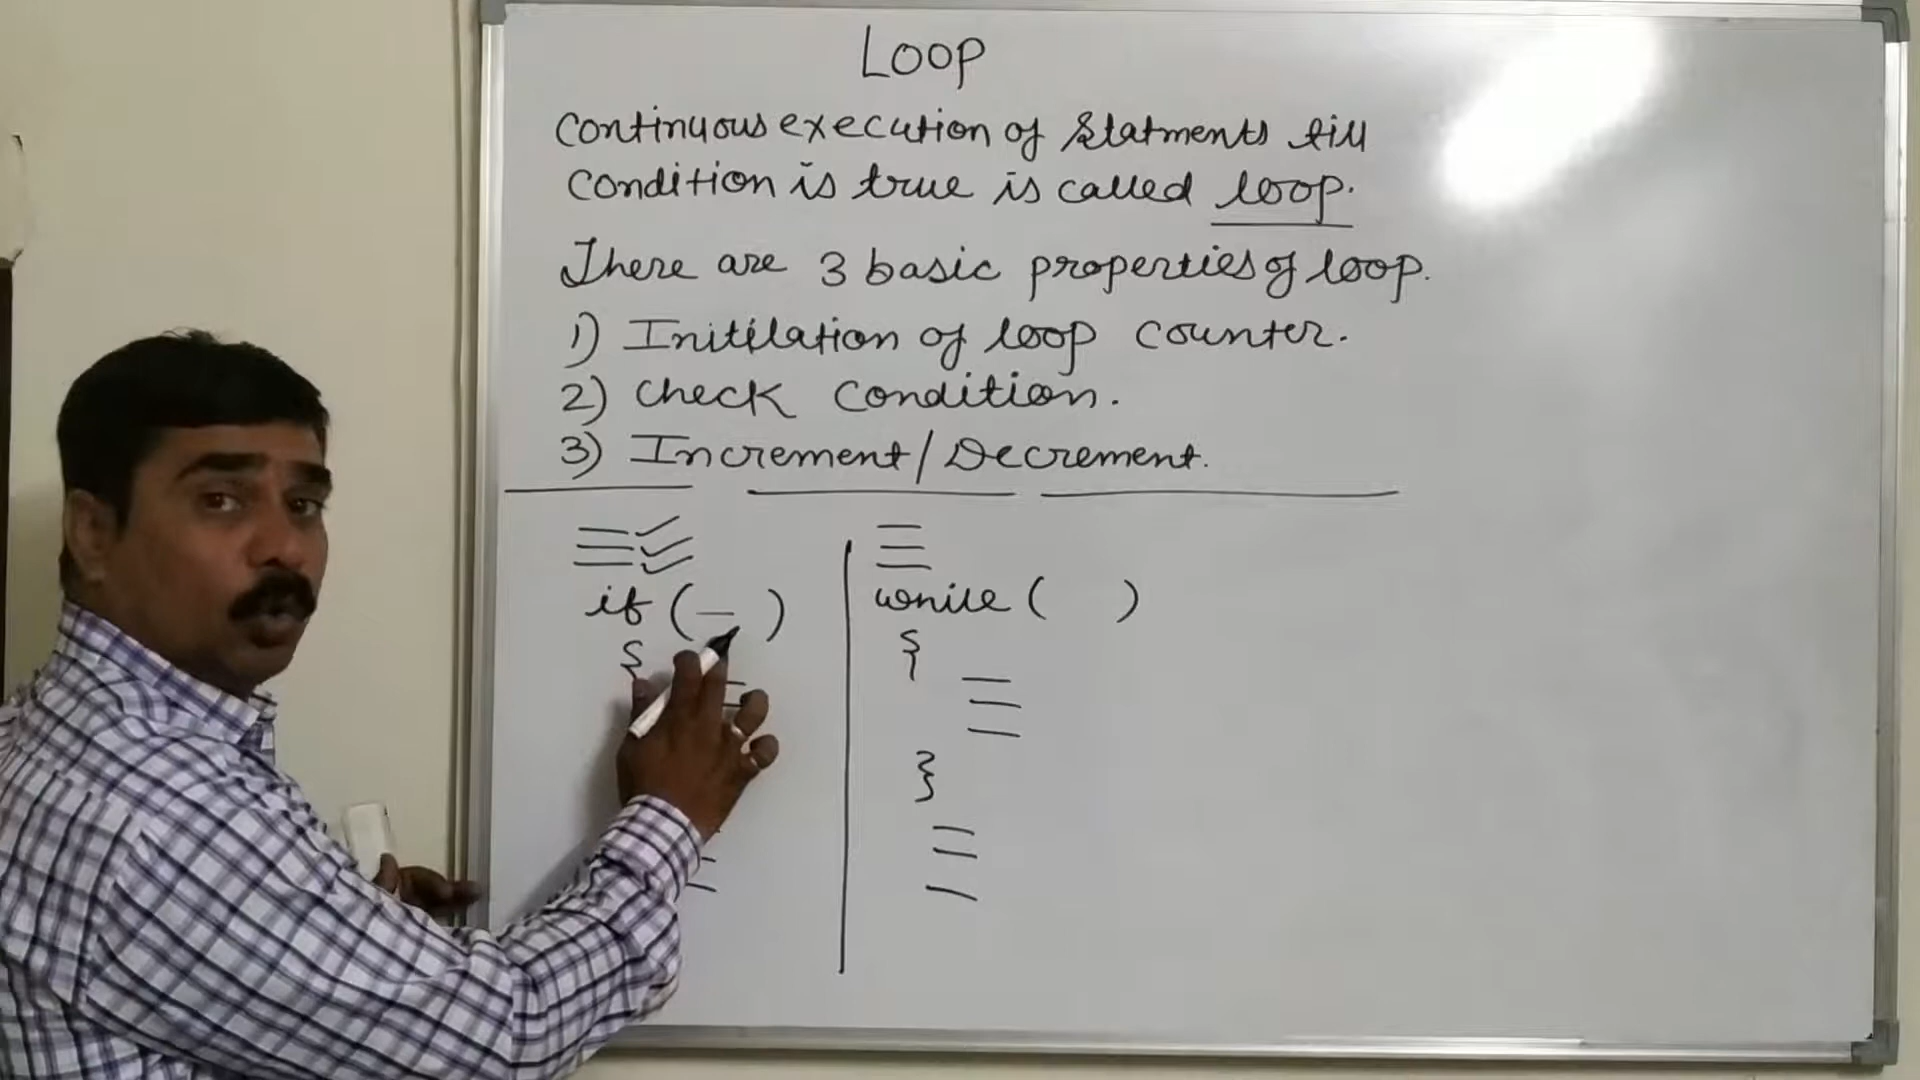 Loop
Continuous execution of Statments till
Condition is true is called loop.
There are 3 basic properties of loop.
1) Initilation of loop counter.
2) Check Condition.
3) Increment/Decrement.
if ( )
{
while ( )
{
}